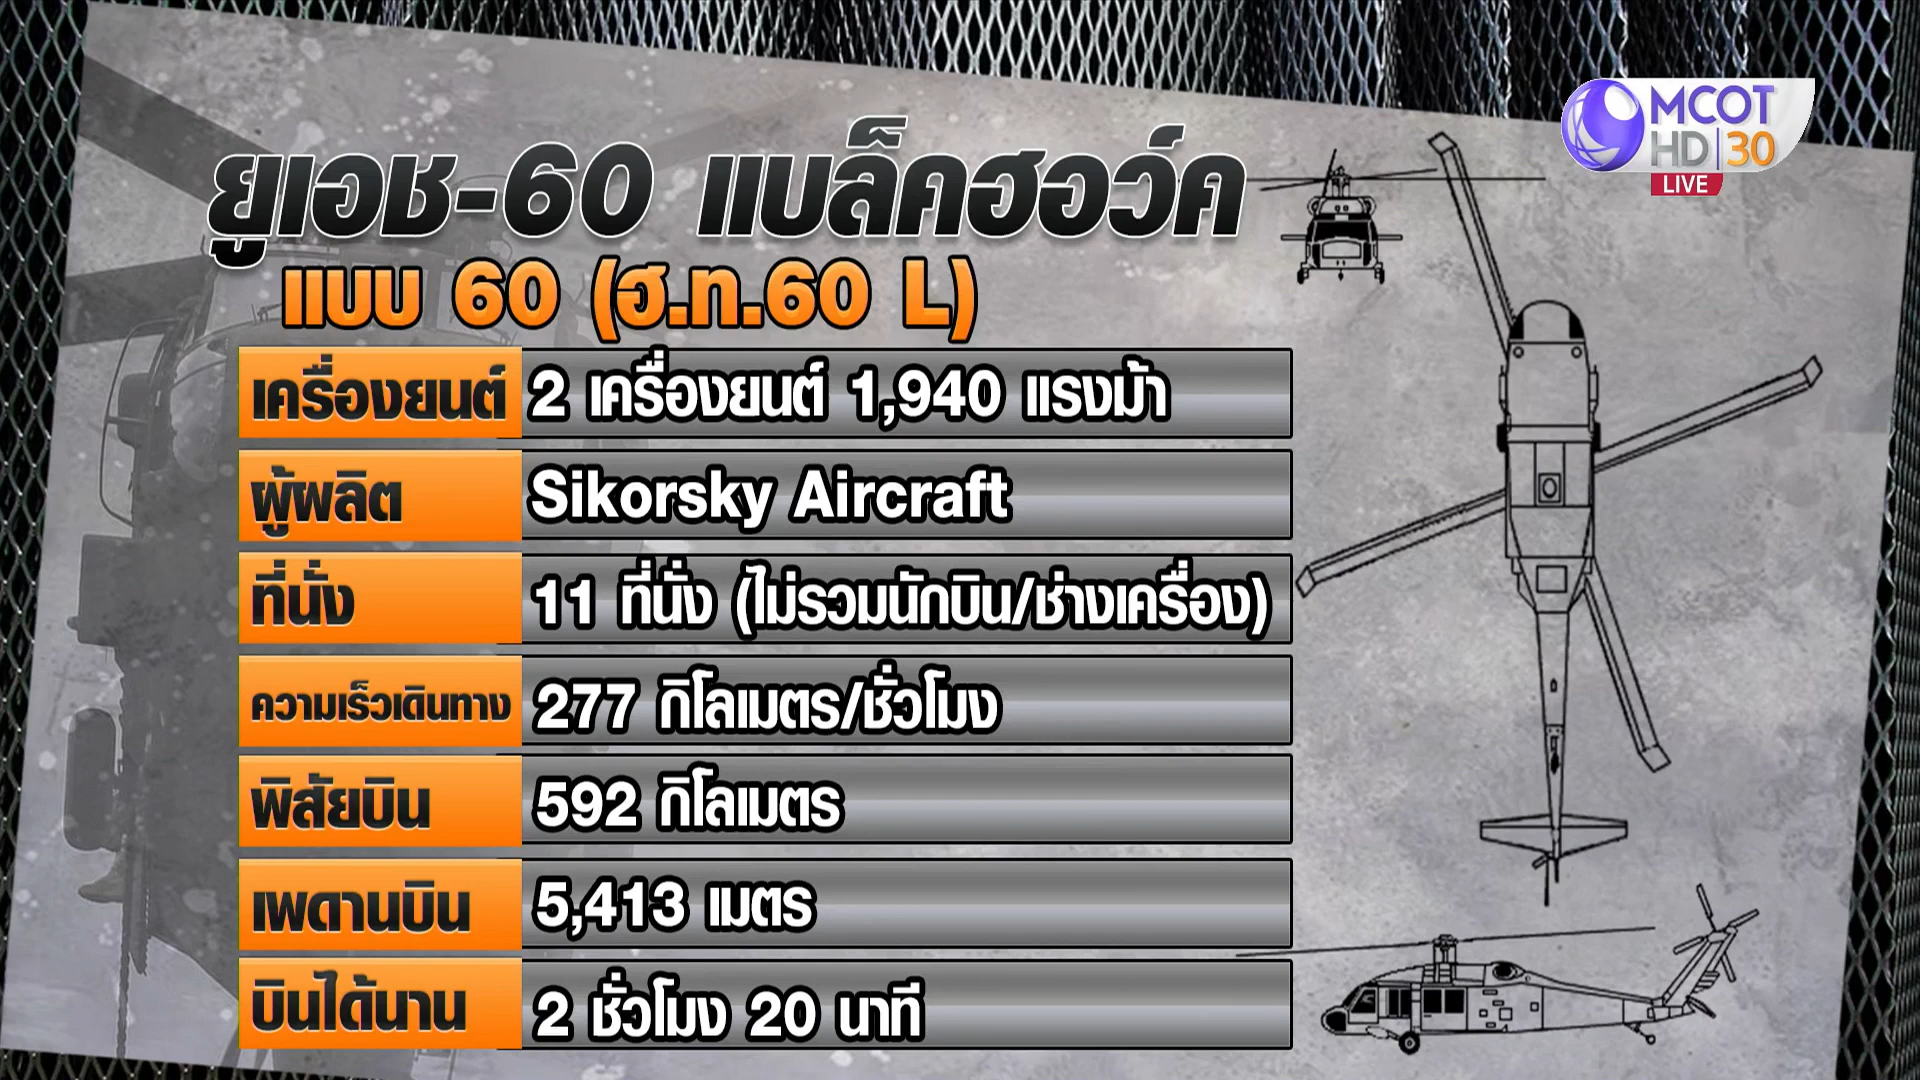 MCOT
HD 30
LIVE
ยูเอช-60 แบล็คฮอว์ค
แบบ 60 (ฮ.ท.60 L)
เครื่องยนต์ 2 เครื่องยนต์ 1,940 แรงม้า
ผู้ผลิต Sikorsky Aircraft
ที่นั่ง 11 ที่นั่ง (ไม่รวมนักบิน/ช่างเครื่อง)
ความเร็วเดินทาง 277 กิโลเมตร/ชั่วโมง
พิสัยบิน 592 กิโลเมตร
เพดานบิน 5,413 เมตร
บินได้นาน 2 ชั่วโมง 20 นาที